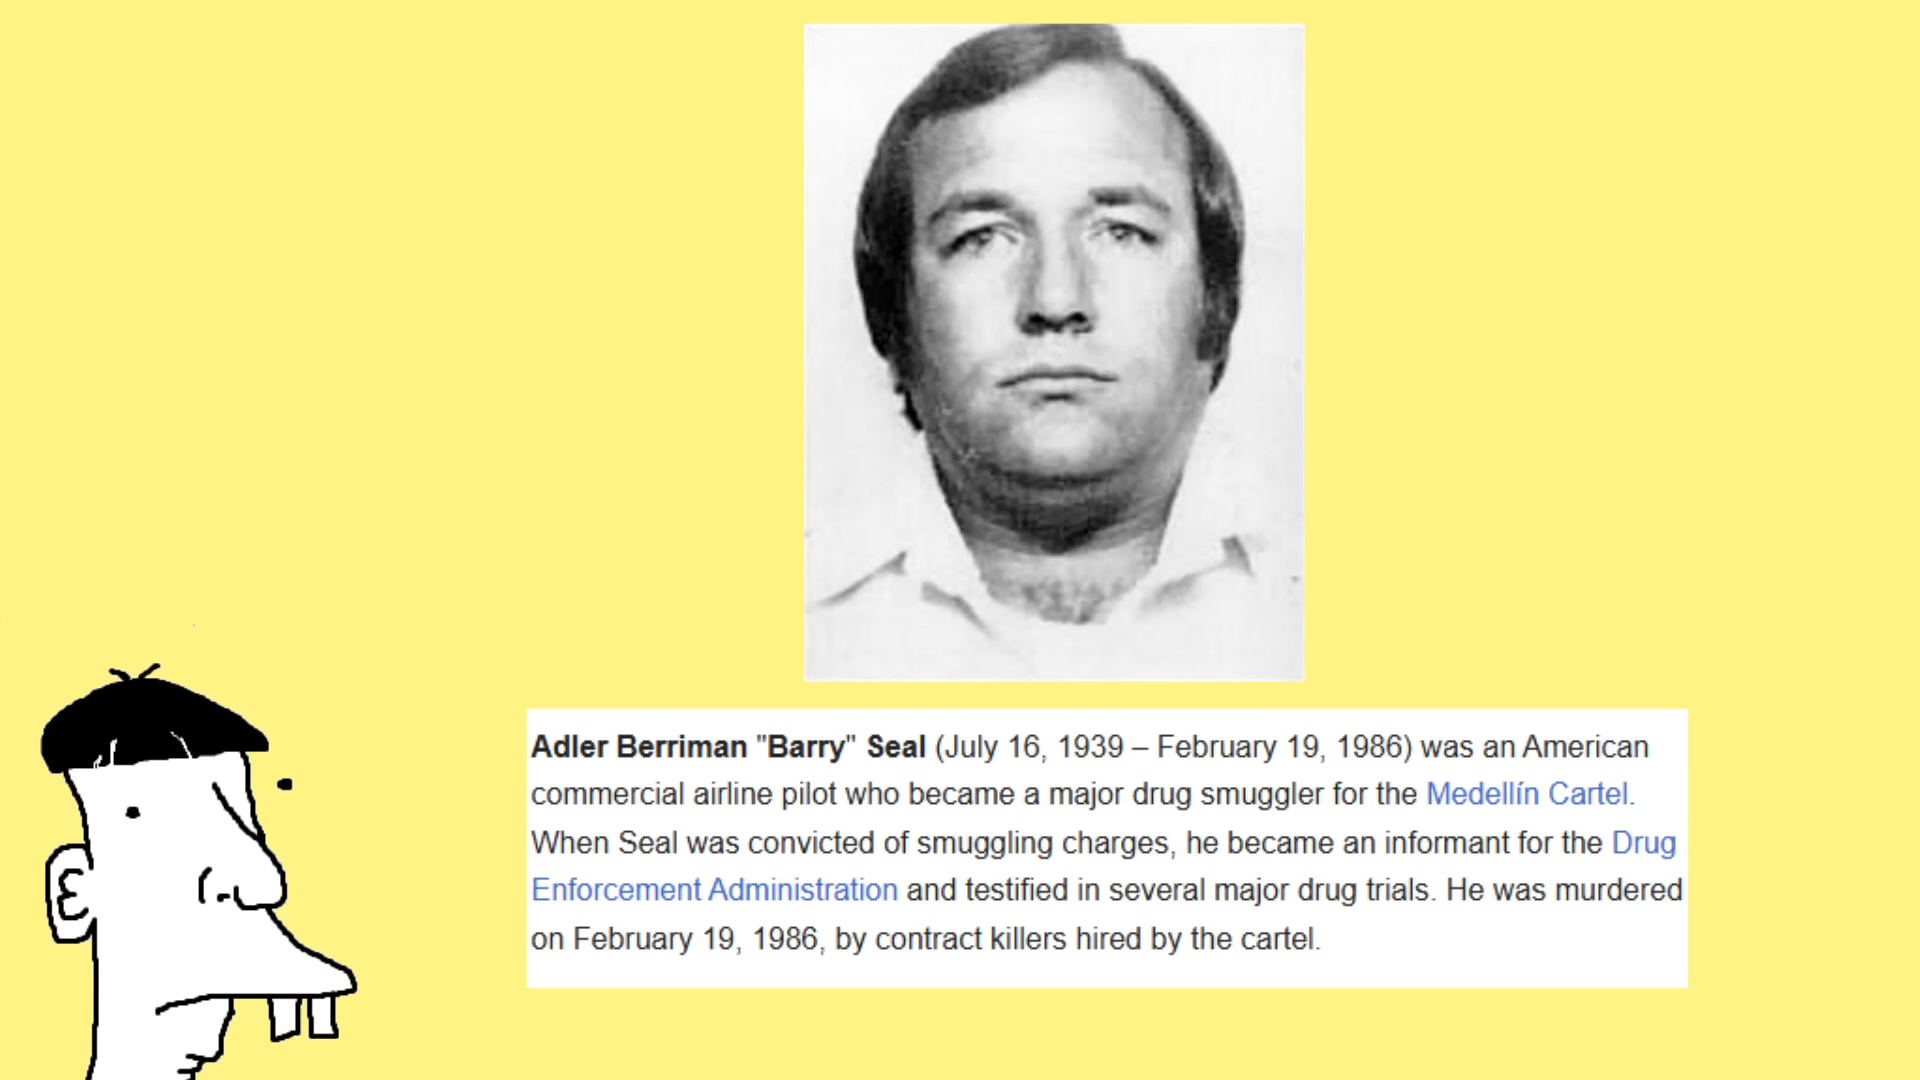 Adler Berriman "Barry" Seal (July 16, 1939 – February 19, 1986) was an American
commercial airline pilot who became a major drug smuggler for the Medellín Cartel.
When Seal was convicted of smuggling charges, he became an informant for the Drug
Enforcement Administration and testified in several major drug trials. He was murdered
on February 19, 1986, by contract killers hired by the cartel.